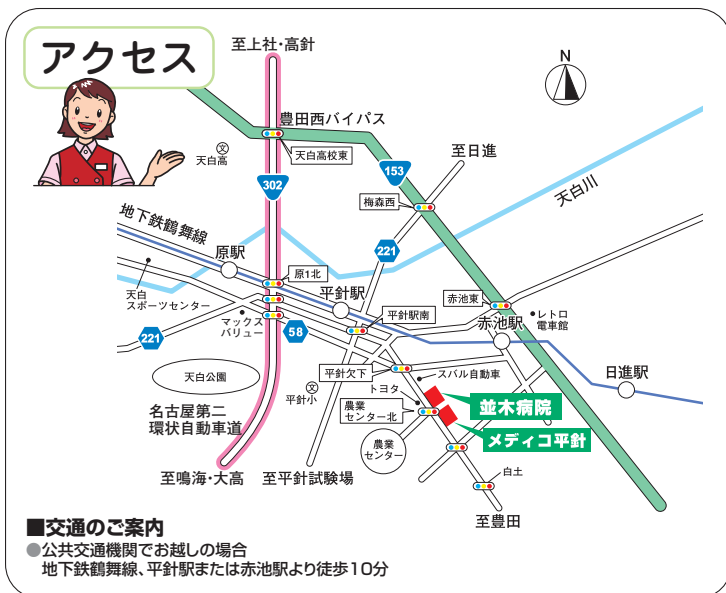 アクセス
至上社・高針
N
豊田西バイパス
文
天白高
天白高校東
至日進
153
302
梅森西
天白川
地下鉄鶴舞線
原駅
221
原1北
平針駅
赤池東
天白
スポーツセンター
マックス
バリュー
平針駅南
赤池駅
レトロ
電車館
221
58
日進駅
天白公園
平針欠下
スバル自動車
文
平針小
トヨタ
並木病院
名古屋第二
環状自動車道
農業
センター北
メディコ平針
農業
センター
至鳴海・大高
至平針試験場
白土
至豊田
■交通のご案内
●公共交通機関でお越しの場合
地下鉄鶴舞線、平針駅または赤池駅より徒歩10分